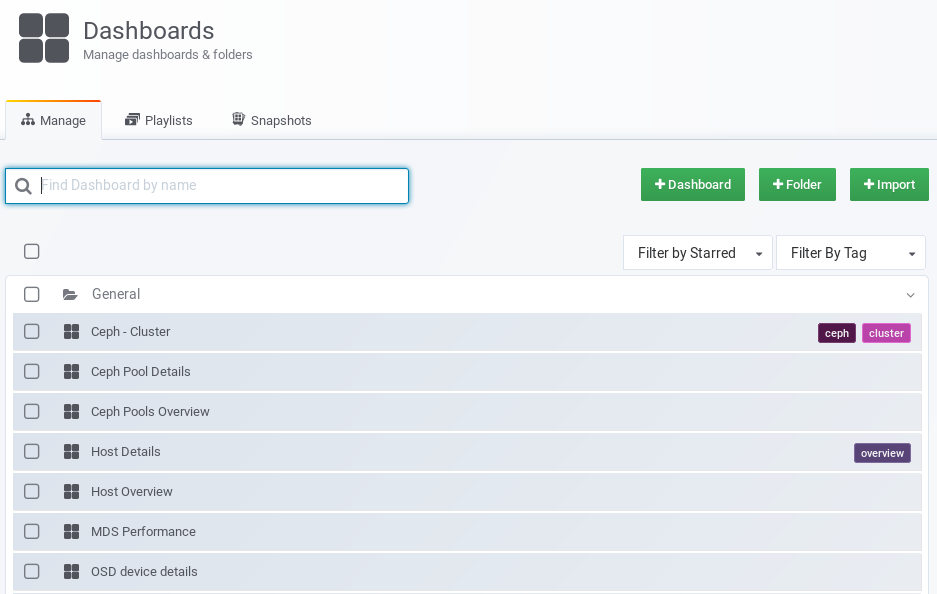 Dashboards
Manage dashboards & folders
Manage Playlists Snapshots
Find Dashboard by name
Dashboard Folder Import
Filter by Starred Filter By Tag
General
Ceph - Cluster ceph cluster
Ceph Pool Details
Ceph Pools Overview
Host Details overview
Host Overview
MDS Performance
OSD device details